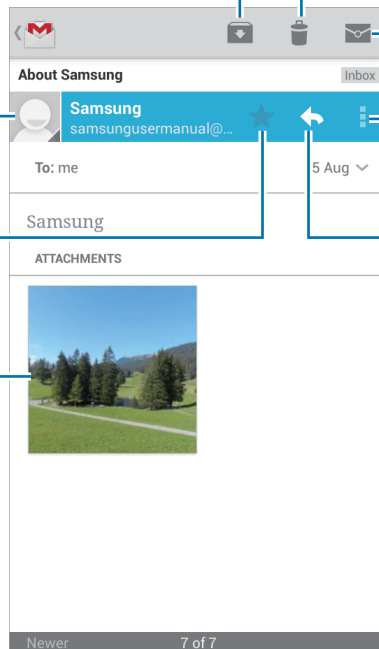 About Samsung Inbox
Samsung
samsungusermanual@...
To: me 5 Aug
Samsung
ATTACHMENTS
Newer 7 of 7